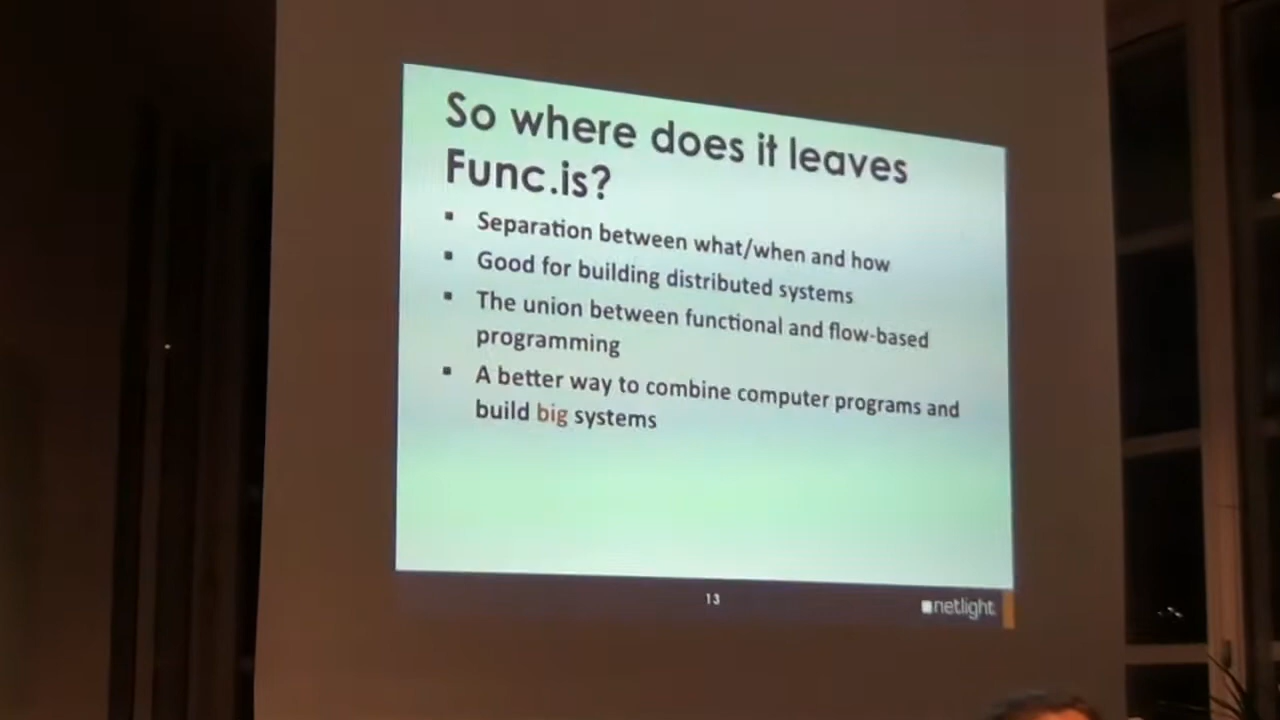 So where does it leaves
Func.is?
▪ Separation between what/when and how
▪ Good for building distributed systems
▪ The union between functional and flow-based
programming
▪ A better way to combine computer programs and
build big systems
13
netlight